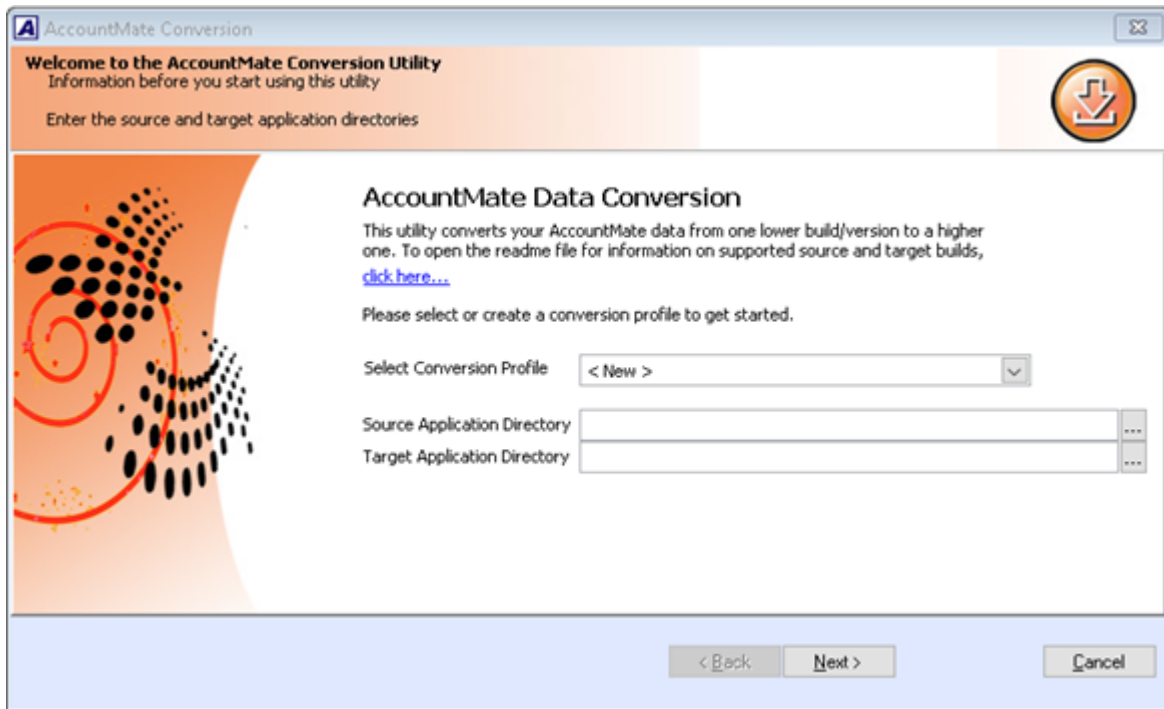 AccountMate Conversion
Welcome to the AccountMate Conversion Utility
Information before you start using this utility
Enter the source and target application directories
AccountMate Data Conversion
This utility converts your AccountMate data from one lower build/version to a higher
one. To open the readme file for information on supported source and target builds,
click here...
Please select or create a conversion profile to get started.
Select Conversion Profile < New >
Source Application Directory ...
Target Application Directory ...
< Back Next > Cancel